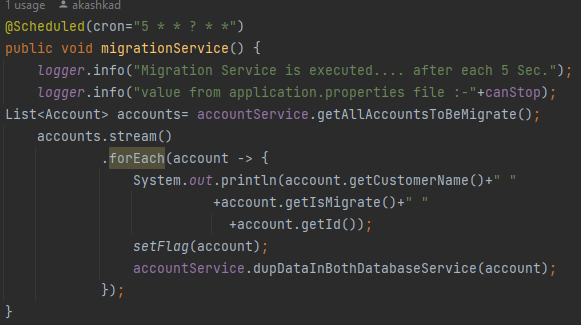 1 usage akashkad
@Scheduled(cron="5 * * ? * *")
public void migrationService() {
logger.info("Migration Service is executed.... after each 5 Sec.");
logger.info("value from application.properties file :-"+canStop);
List<Account> accounts= accountService.getAllAccountsToBeMigrate();
accounts.stream()
.forEach(account -> {
System.out.println(account.getCustomerName()+" "
+account.getIsMigrate()+" "
+account.getId());
setFlag(account);
accountService.dupDataInBothDatabaseService(account);
});
}